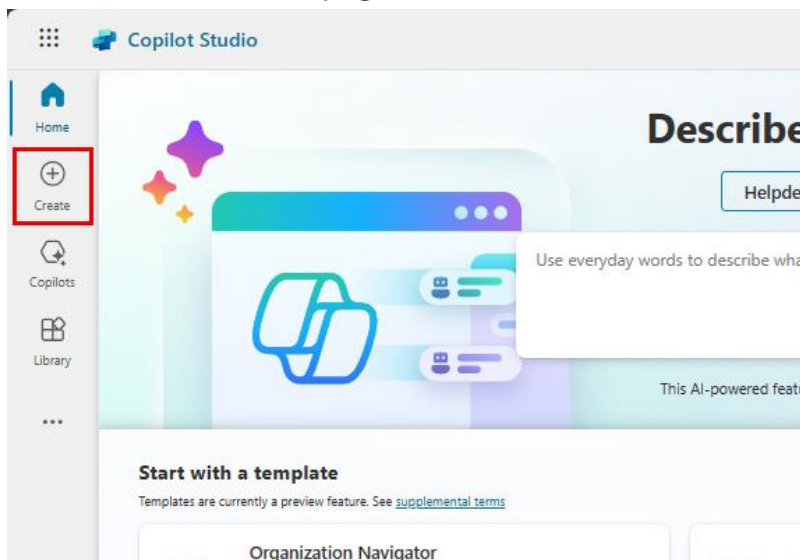 Copilot Studio
Home
Create
Copilots
Library
Describe
Helpde
Use everyday words to describe wha
This AI-powered feat
Start with a template
Templates are currently a preview feature. See supplemental terms
Organization Navigator